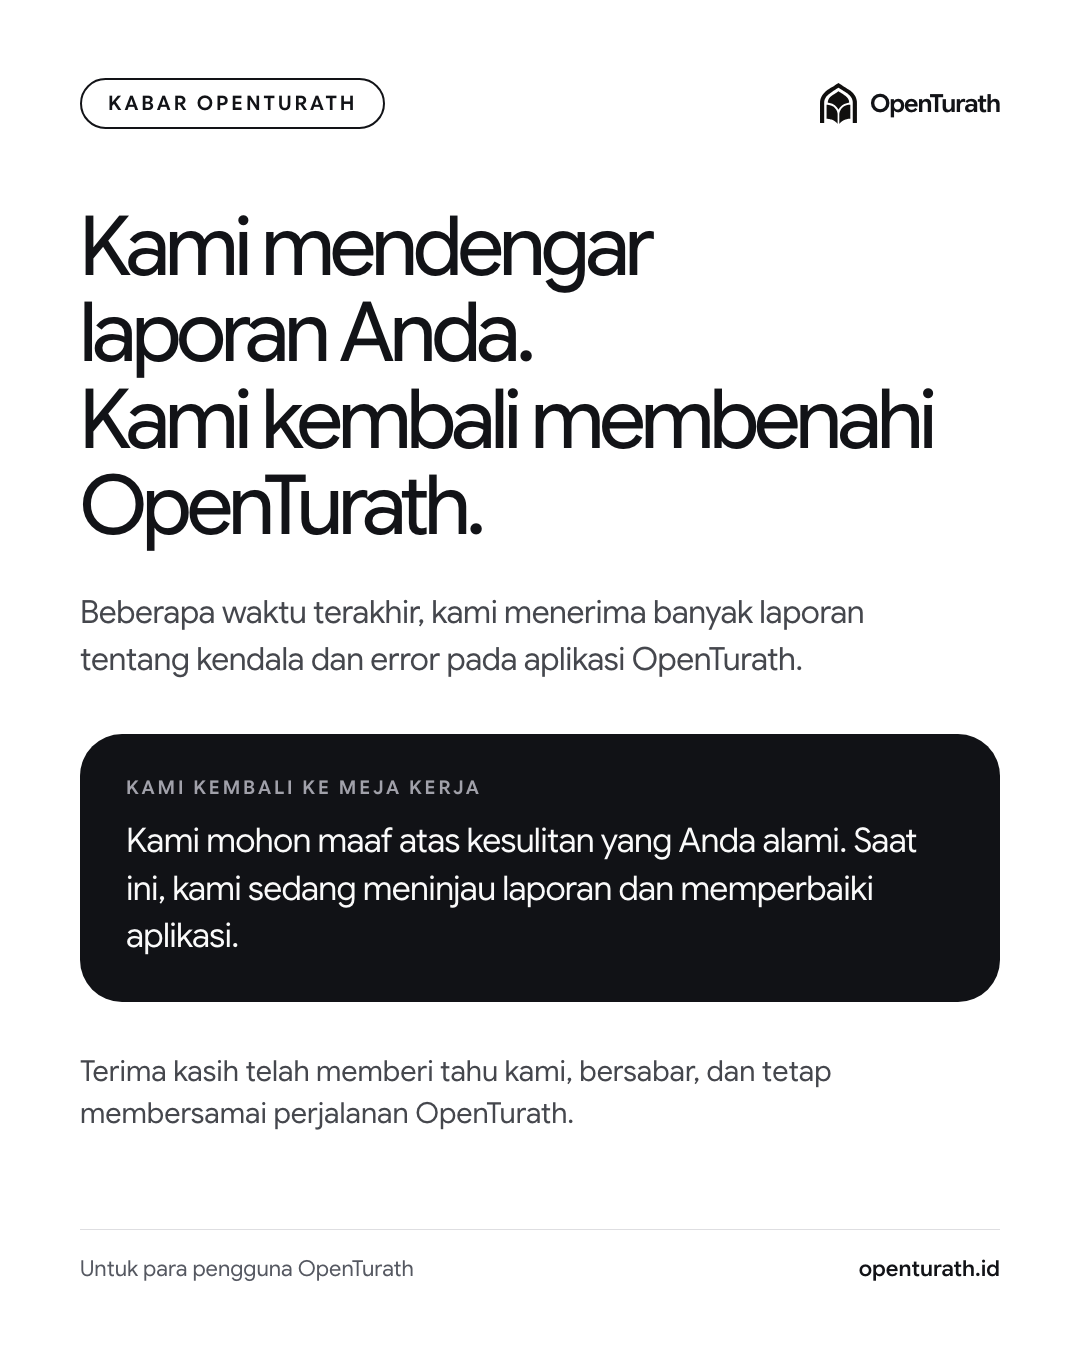 KABAR OPENTURATH
OpenTurath
Kami mendengar
laporan Anda.
Kami kembali membenahi
OpenTurath.
Beberapa waktu terakhir, kami menerima banyak laporan
tentang kendala dan error pada aplikasi OpenTurath.
KAMI KEMBALI KE MEJA KERJA
Kami mohon maaf atas kesulitan yang Anda alami. Saat
ini, kami sedang meninjau laporan dan memperbaiki
aplikasi.
Terima kasih telah memberi tahu kami, bersabar, dan tetap
membersamai perjalanan OpenTurath.
Untuk para pengguna OpenTurath
openturath.id